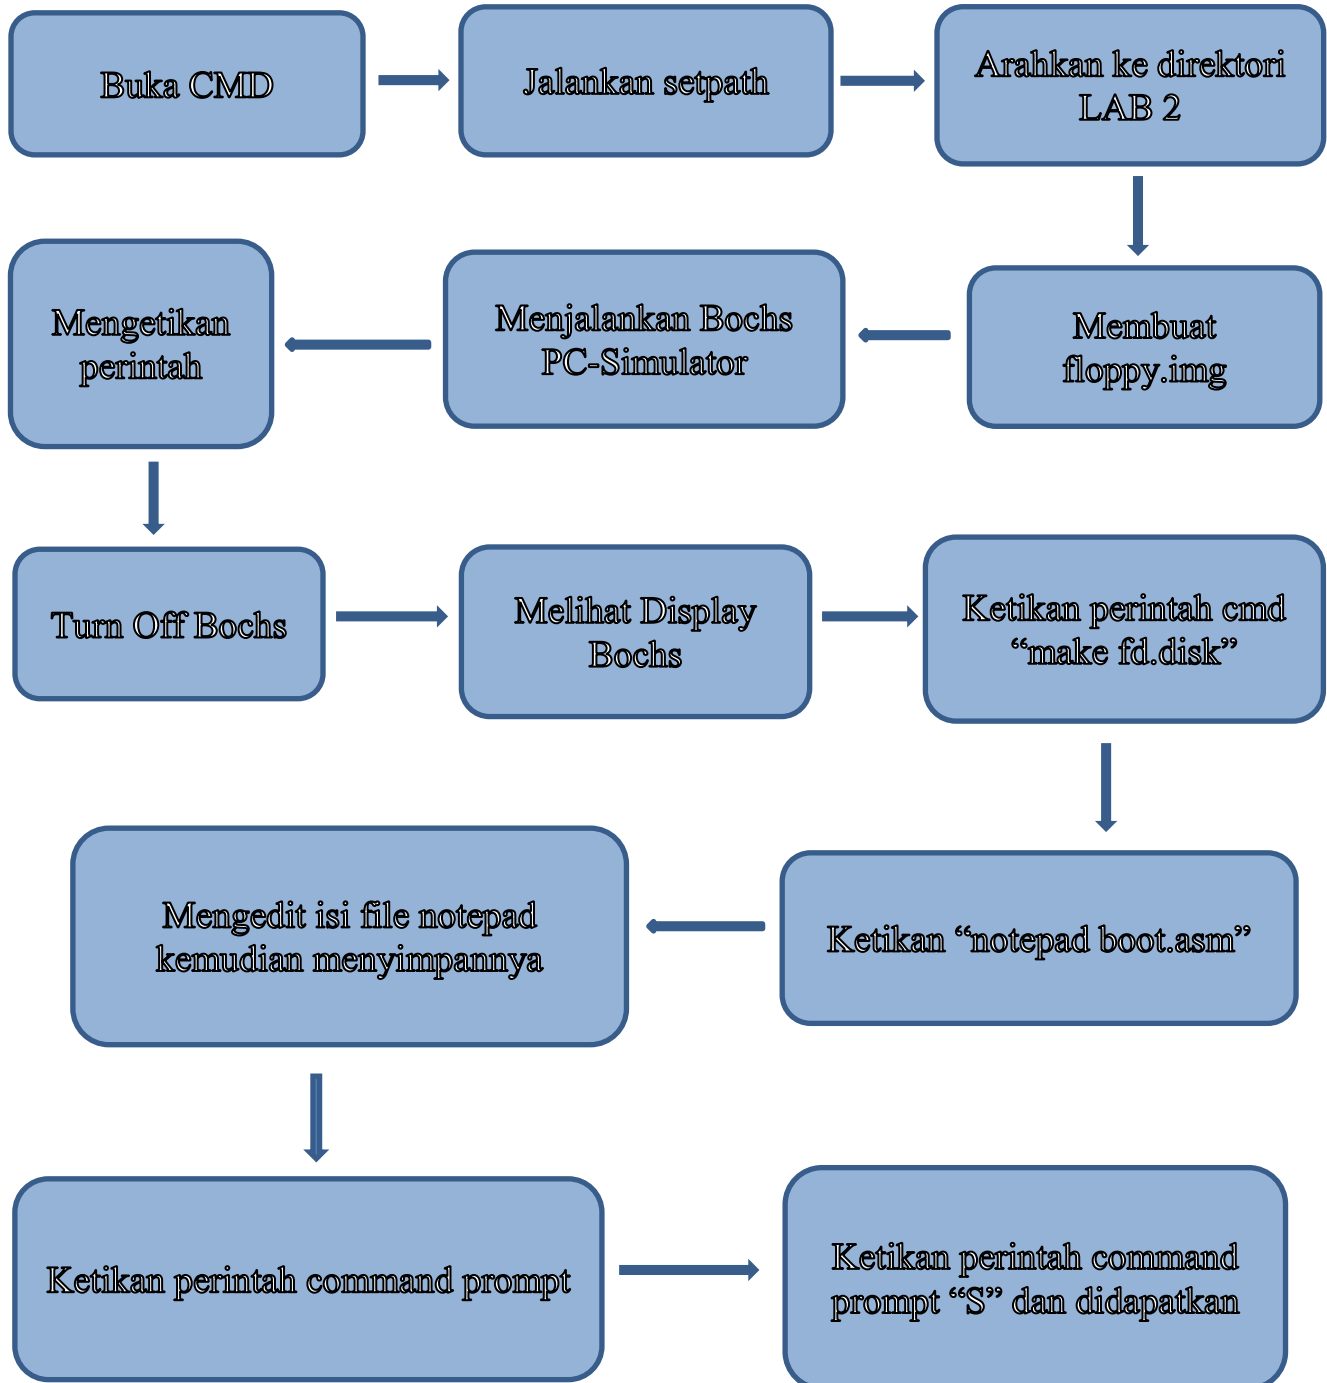 Buka CMD
Jalankan setpath
Arahkan ke direktori
LAB 2
Membuat
floppy.img
Menjalankan Bochs
PC-Simulator
Mengetikan
perintah
Turn Off Bochs
Melihat Display
Bochs
Ketikan perintah cmd
“make fd.disk”
Ketikan “notepad boot.asm”
Mengedit isi file notepad
kemudian menyimpannya
Ketikan perintah command prompt
Ketikan perintah command
prompt “S” dan didapatkan